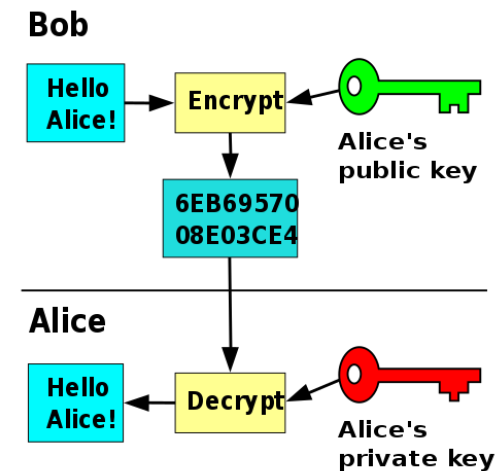 Bob
Hello
Alice!
Encrypt
Alice's
public key
6EB69570
08E03CE4
Alice
Hello
Alice!
Decrypt
Alice's
private key